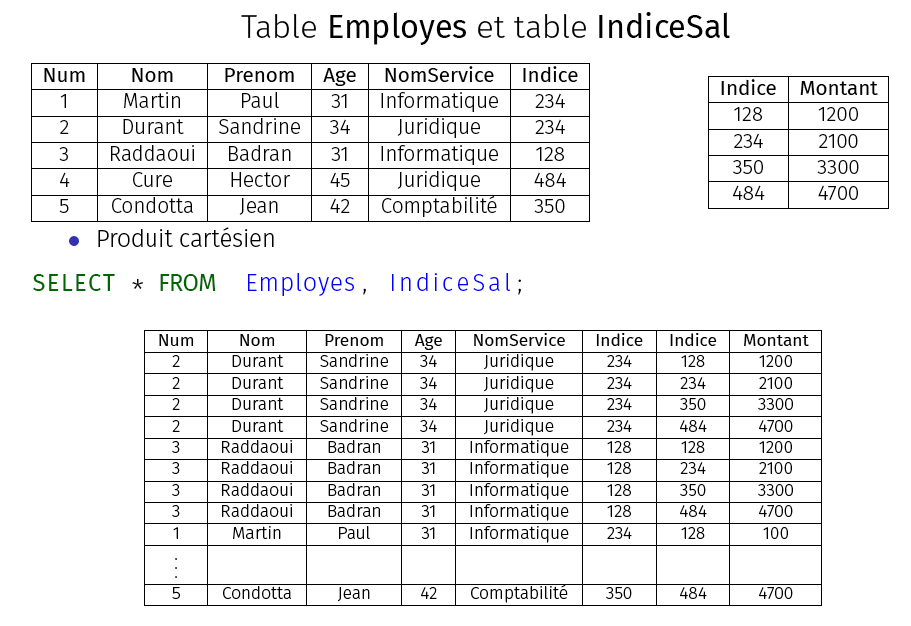 Table Employes et table IndiceSal
Num Nom Prenom Age NomService Indice
1 Martin Paul 31 Informatique 234
2 Durant Sandrine 34 Juridique 234
3 Raddaoui Badran 31 Informatique 128
4 Cure Hector 45 Juridique 484
5 Condotta Jean 42 Comptabilité 350
Indice Montant
128 1200
234 2100
350 3300
484 4700
• Produit cartésien
SELECT * FROM Employes, IndiceSal;
Num Nom Prenom Age NomService Indice Indice Montant
2 Durant Sandrine 34 Juridique 234 128 1200
2 Durant Sandrine 34 Juridique 234 234 2100
2 Durant Sandrine 34 Juridique 234 350 3300
2 Durant Sandrine 34 Juridique 234 484 4700
3 Raddaoui Badran 31 Informatique 128 128 1200
3 Raddaoui Badran 31 Informatique 128 234 2100
3 Raddaoui Badran 31 Informatique 128 350 3300
3 Raddaoui Badran 31 Informatique 128 484 4700
1 Martin Paul 31 Informatique 234 128 100
⋮
5 Condotta Jean 42 Comptabilité 350 484 4700